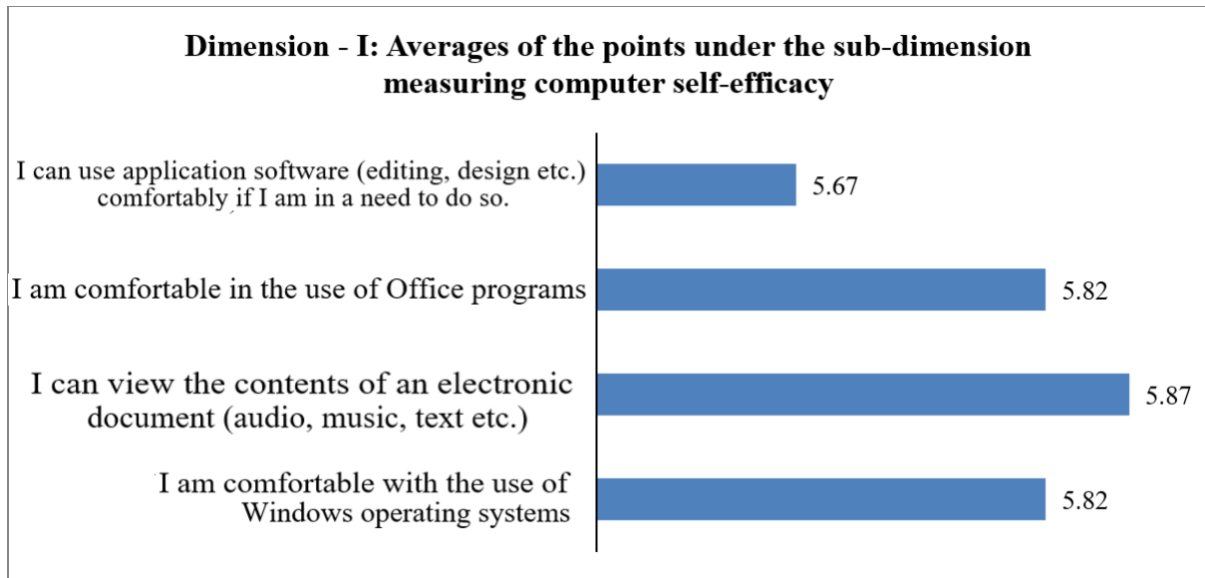 Dimension - I: Averages of the points under the sub-dimension
measuring computer self-efficacy
I can use application software (editing, design etc.)
comfortably if I am in a need to do so.
5.67
I am comfortable in the use of Office programs
5.82
I can view the contents of an electronic
document (audio, music, text etc.)
5.87
I am comfortable with the use of
Windows operating systems
5.82